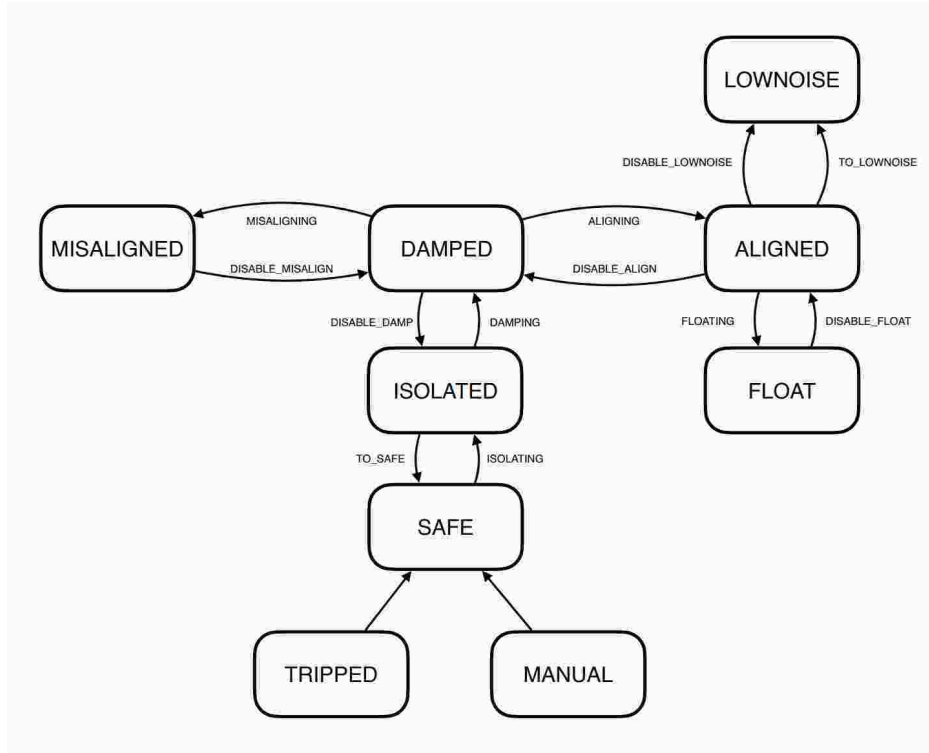 LOWNOISE
DISABLE_LOWNOISE
TO_LOWNOISE
MISALIGNING
ALIGNING
MISALIGNED
DAMPED
ALIGNED
DISABLE_MISALIGN
DISABLE_ALIGN
DISABLE_DAMP
DAMPING
FLOATING
DISABLE_FLOAT
ISOLATED
FLOAT
TO_SAFE
ISOLATING
SAFE
TRIPPED
MANUAL